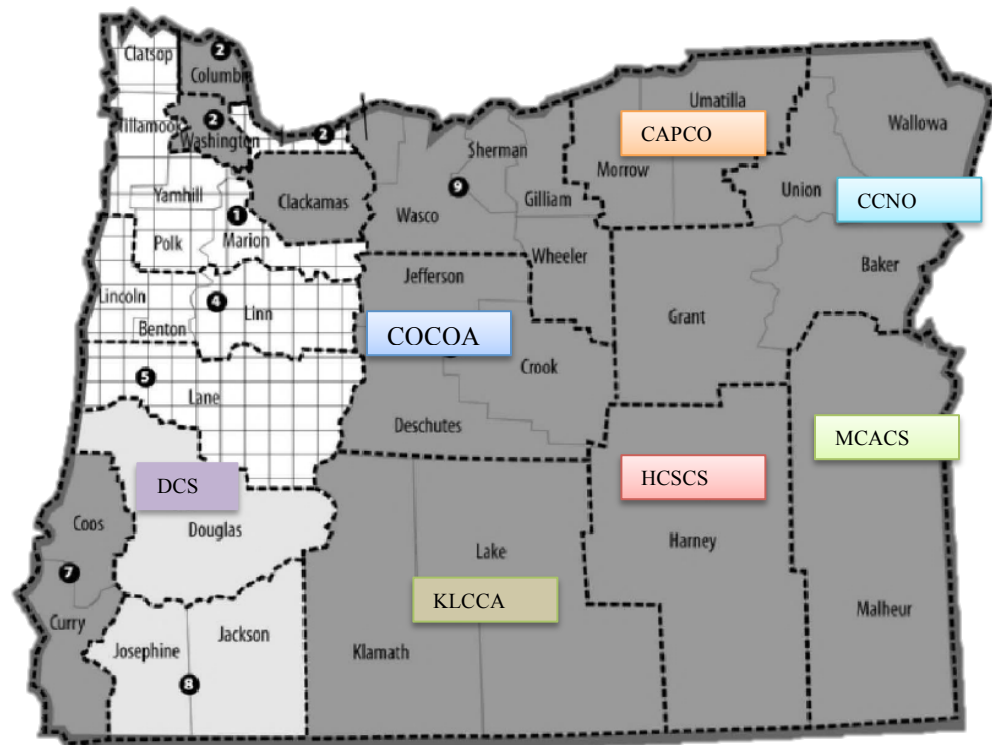 Clatsop
2
Columbia
Tillamook
2
Washington
2
Umatilla
CAPCO
Morrow
Wallowa
Sherman
9
Gilliam
Wasco
Union
CCNO
Yamhill
Clackamas
1
Polk
Marion
Wheeler
Jefferson
Baker
Lincoln
4
Linn
Benton
Grant
COCOA
Crook
5
Lane
Deschutes
MCACS
DCS
HCSCS
Coos
Douglas
Harney
Lake
7
KLCCA
Malheur
Curry
Josephine
Jackson
Klamath
8